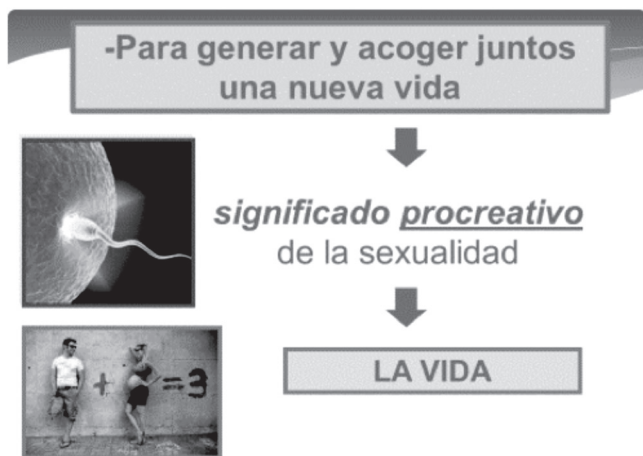 -Para generar y acoger juntos
una nueva vida
significado procreativo
de la sexualidad
+ =3
LA VIDA